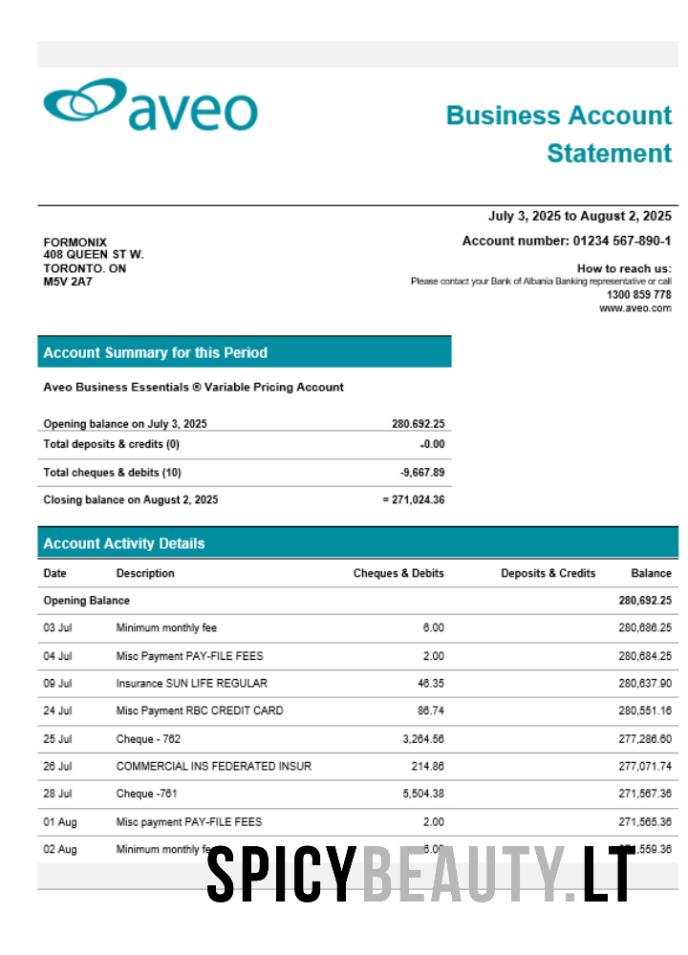 aveo
Business Account
Statement
July 3, 2025 to August 2, 2025
FORMONIX
408 QUEEN ST W.
TORONTO. ON
M5V 2A7
Account number: 01234 567-890-1
How to reach us:
Please contact your Bank of Albania Banking representative or call
1300 859 778
www.aveo.com
Account Summary for this Period
Aveo Business Essentials ® Variable Pricing Account
Opening balance on July 3, 2025 280.692.25
Total deposits & credits (0) -0.00
Total cheques & debits (10) -9,667.89
Closing balance on August 2, 2025 = 271,024.36
Account Activity Details
Date Description Cheques & Debits Deposits & Credits Balance
Opening Balance 280,692.25
03 Jul Minimum monthly fee 6.00 280,686.25
04 Jul Misc Payment PAY-FILE FEES 2.00 280,684.25
09 Jul Insurance SUN LIFE REGULAR 46.35 280,637.90
24 Jul Misc Payment RBC CREDIT CARD 86.74 280,551.16
25 Jul Cheque - 762 3,264.56 277,286.60
26 Jul COMMERCIAL INS FEDERATED INSUR 214.86 277,071.74
28 Jul Cheque -761 5,504.38 271,567.36
01 Aug Misc payment PAY-FILE FEES 2.00 271,565.36
02 Aug Minimum monthly 6.00
SPICYBEAUTY.LT